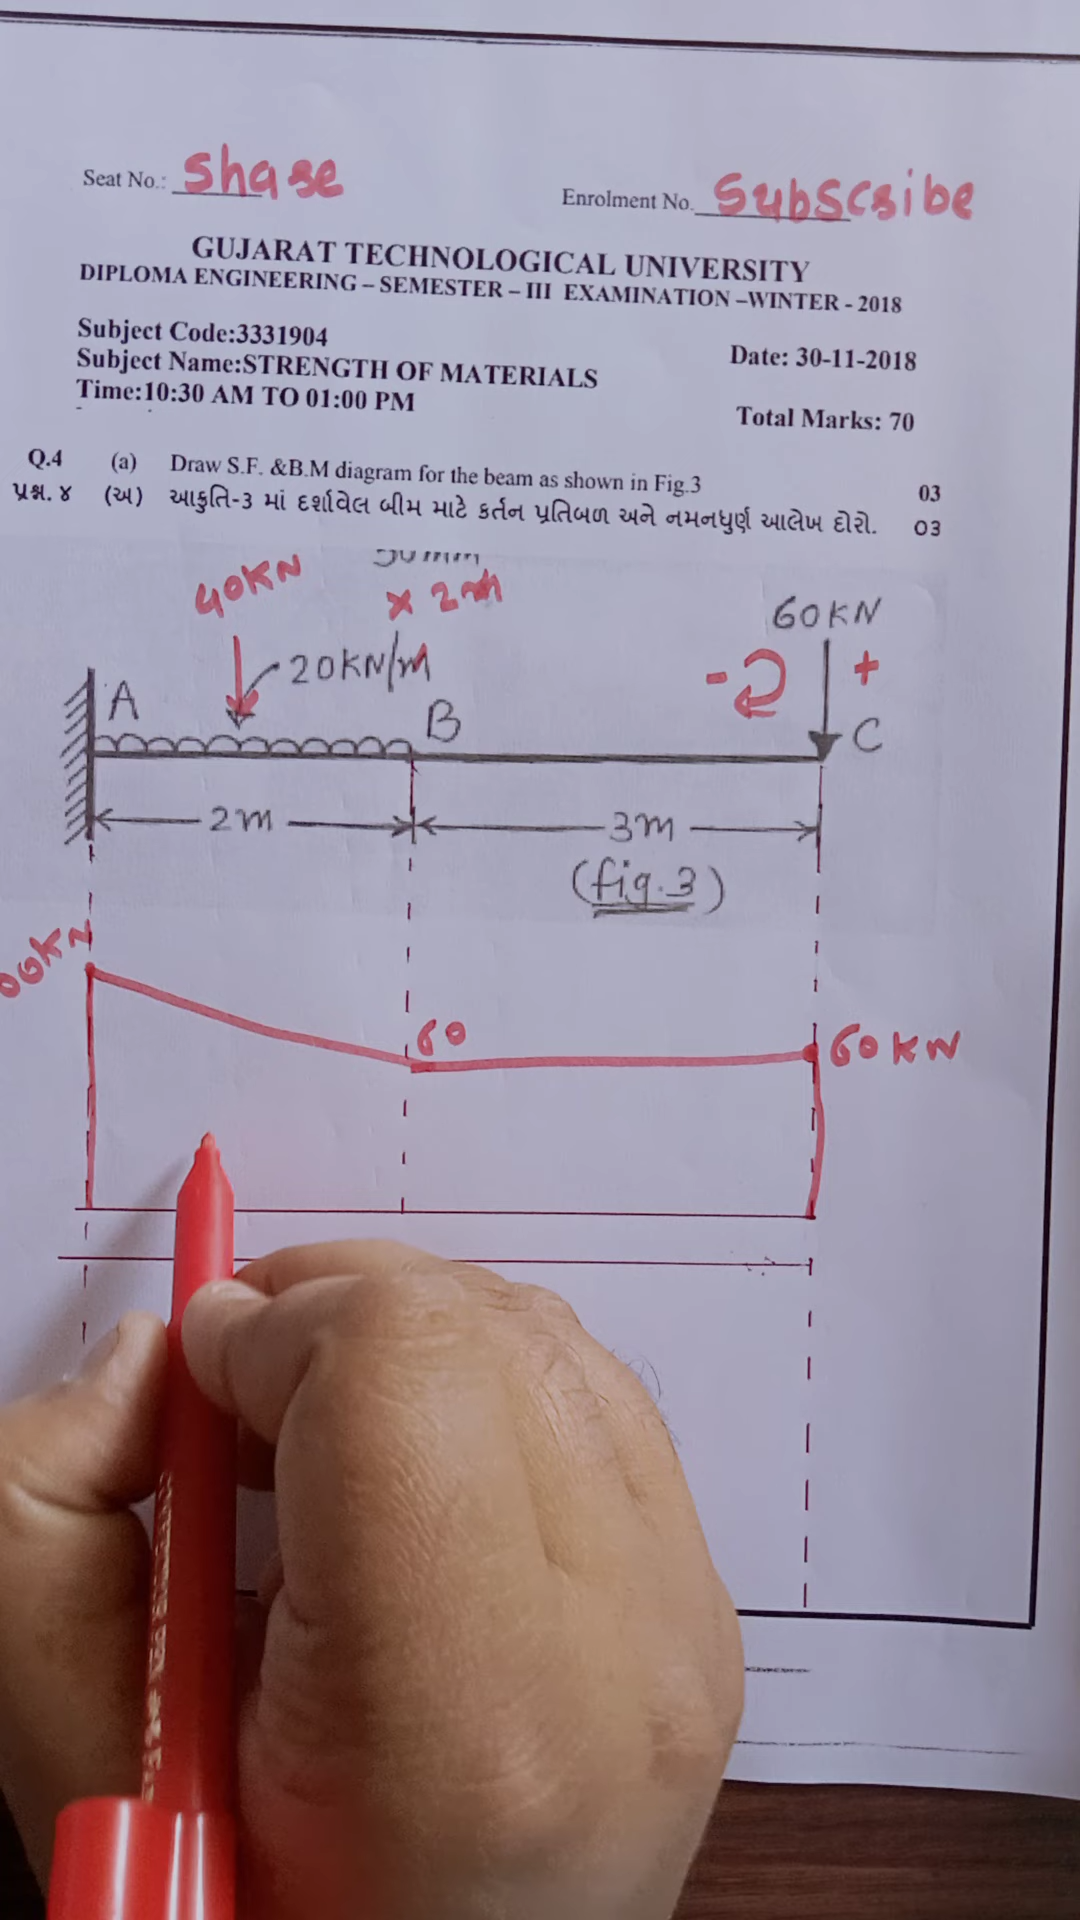 Seat No.: Shase
Enrolment No. Subscsibe
GUJARAT TECHNOLOGICAL UNIVERSITY
DIPLOMA ENGINEERING – SEMESTER – III EXAMINATION –WINTER - 2018
Subject Code:3331904
Date: 30-11-2018
Subject Name:STRENGTH OF MATERIALS
Time:10:30 AM TO 01:00 PM
Total Marks: 70
Q.4 (a) Draw S.F. &B.M diagram for the beam as shown in Fig.3 03
પ્રશ્ન. ૪ (અ) આકૃતિ-૩ માં દર્શાવેલ બીમ માટે કર્તન પ્રતિબળ અને નમનઘુર્ણ આલેખ દોરો. ૦૩
40KN
x 2m
60KN
20KN/m
- +
A B C
2m 3m
(fig.3)
60
60KN